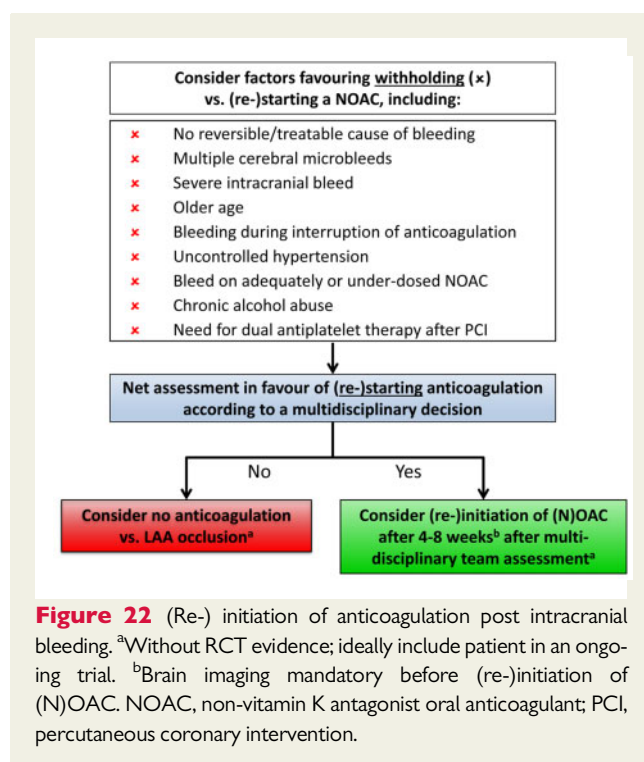 Consider factors favouring withholding (×)
vs. (re-)starting a NOAC, including:
× No reversible/treatable cause of bleeding
× Multiple cerebral microbleeds
× Severe intracranial bleed
× Older age
× Bleeding during interruption of anticoagulation
× Uncontrolled hypertension
× Bleed on adequately or under-dosed NOAC
× Chronic alcohol abuse
× Need for dual antiplatelet therapy after PCI
Net assessment in favour of (re-)starting anticoagulation
according to a multidisciplinary decision
No Yes
Consider no anticoagulation
vs. LAA occlusionᵃ
Consider (re-)initiation of (N)OAC
after 4-8 weeksᵇ after multi-
disciplinary team assessmentᵃ
Figure 22 (Re-) initiation of anticoagulation post intracranial
bleeding. ᵃWithout RCT evidence; ideally include patient in an ongo-
ing trial. ᵇBrain imaging mandatory before (re-)initiation of
(N)OAC. NOAC, non-vitamin K antagonist oral anticoagulant; PCI,
percutaneous coronary intervention.